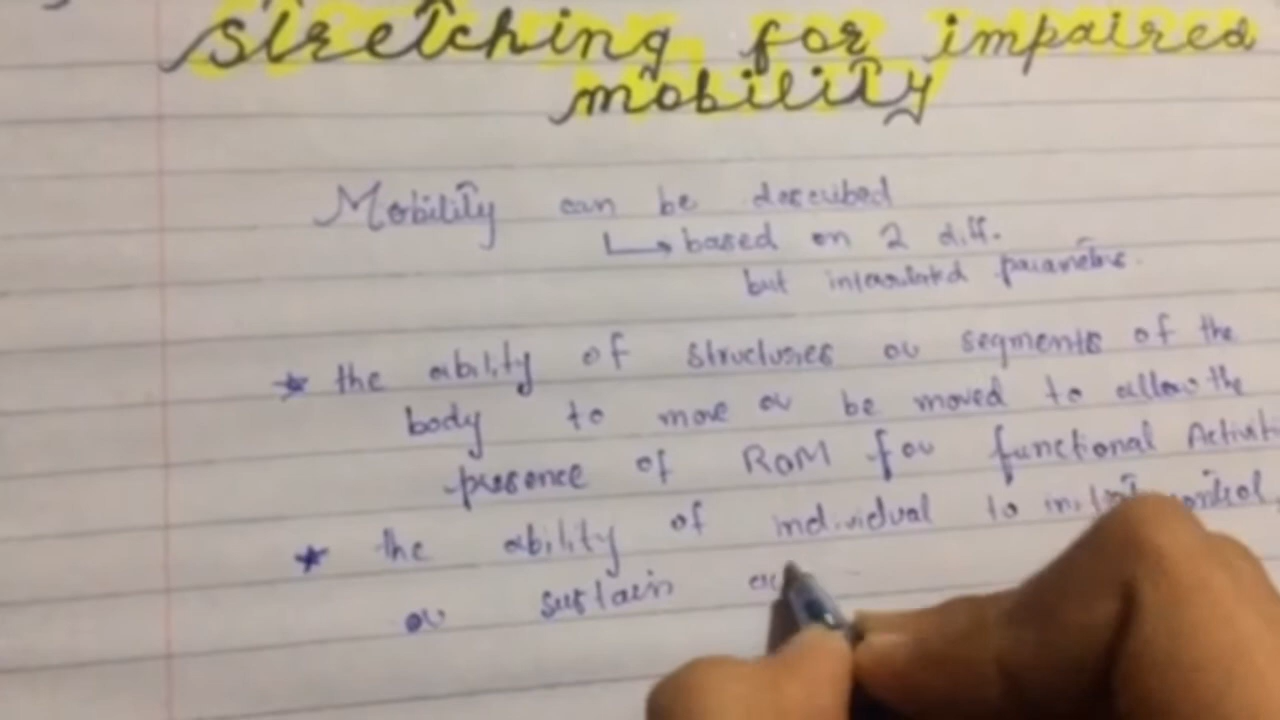 stretching for impaired
mobility
Mobility can be described
based on 2 diff.
but interrelated parameters.
★ the ability of structures or segments of the
body to move or be moved to allow the
presence of ROM for functional Activiti
★ the ability of individual to control,
or sustain